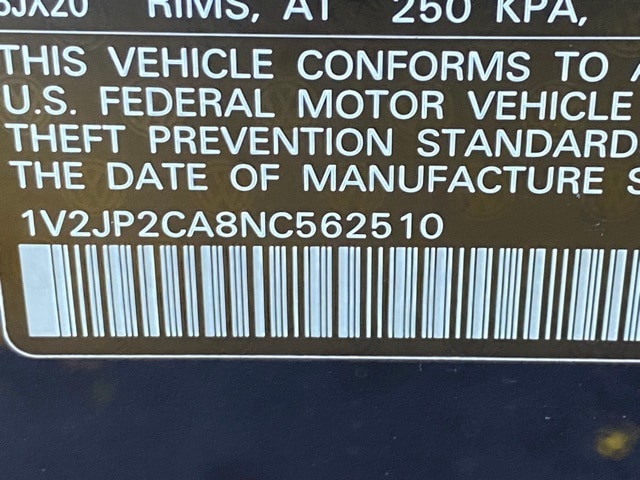 RIMS, AT 250 KPA,
THIS VEHICLE CONFORMS TO
U.S. FEDERAL MOTOR VEHICLE
THEFT PREVENTION STANDARD
THE DATE OF MANUFACTURE
1V2JP2CA8NC562510